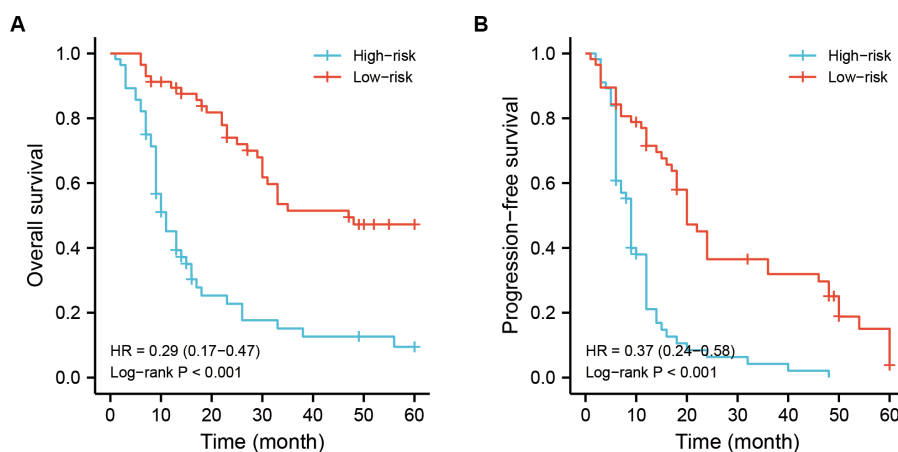 A
Overall survival
1.0
0.8
0.6
0.4
0.2
0.0
High−risk
Low−risk
HR = 0.29 (0.17−0.47)
Log−rank P < 0.001
0 10 20 30 40 50 60
Time (month)
B
Progression−free survival
1.0
0.8
0.6
0.4
0.2
0.0
High−risk
Low−risk
HR = 0.37 (0.24−0.58)
Log−rank P < 0.001
0 10 20 30 40 50 60
Time (month)